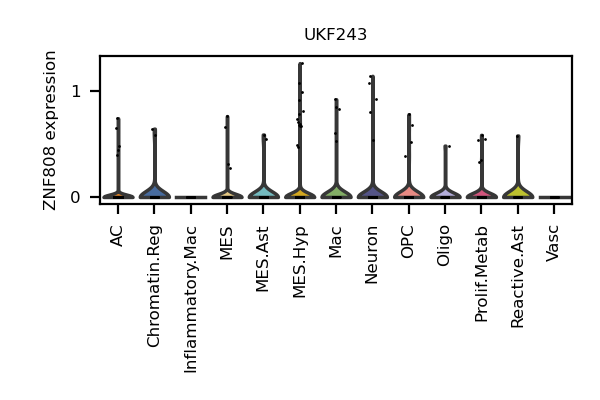 UKF243
ZNF808 expression
1
0
AC
Chromatin.Reg
Inflammatory.Mac
MES
MES.Ast
MES.Hyp
Mac
Neuron
OPC
Oligo
Prolif.Metab
Reactive.Ast
Vasc